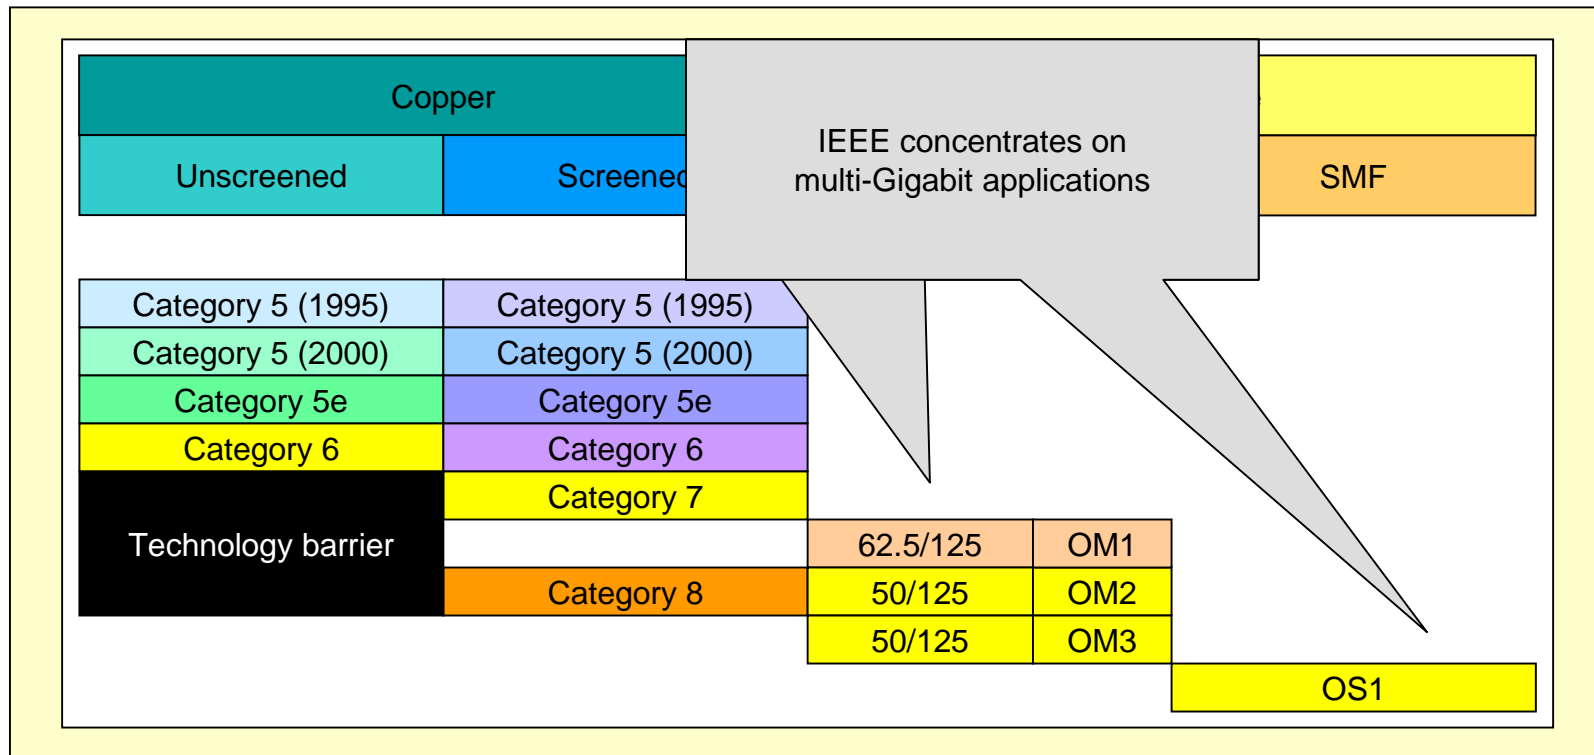 Copper
IEEE concentrates on
multi-Gigabit applications
Unscreened
Screened
SMF
Category 5 (1995)
Category 5 (1995)
Category 5 (2000)
Category 5 (2000)
Category 5e
Category 5e
Category 6
Category 6
Category 7
Technology barrier
62.5/125
OM1
Category 8
50/125
OM2
50/125
OM3
OS1